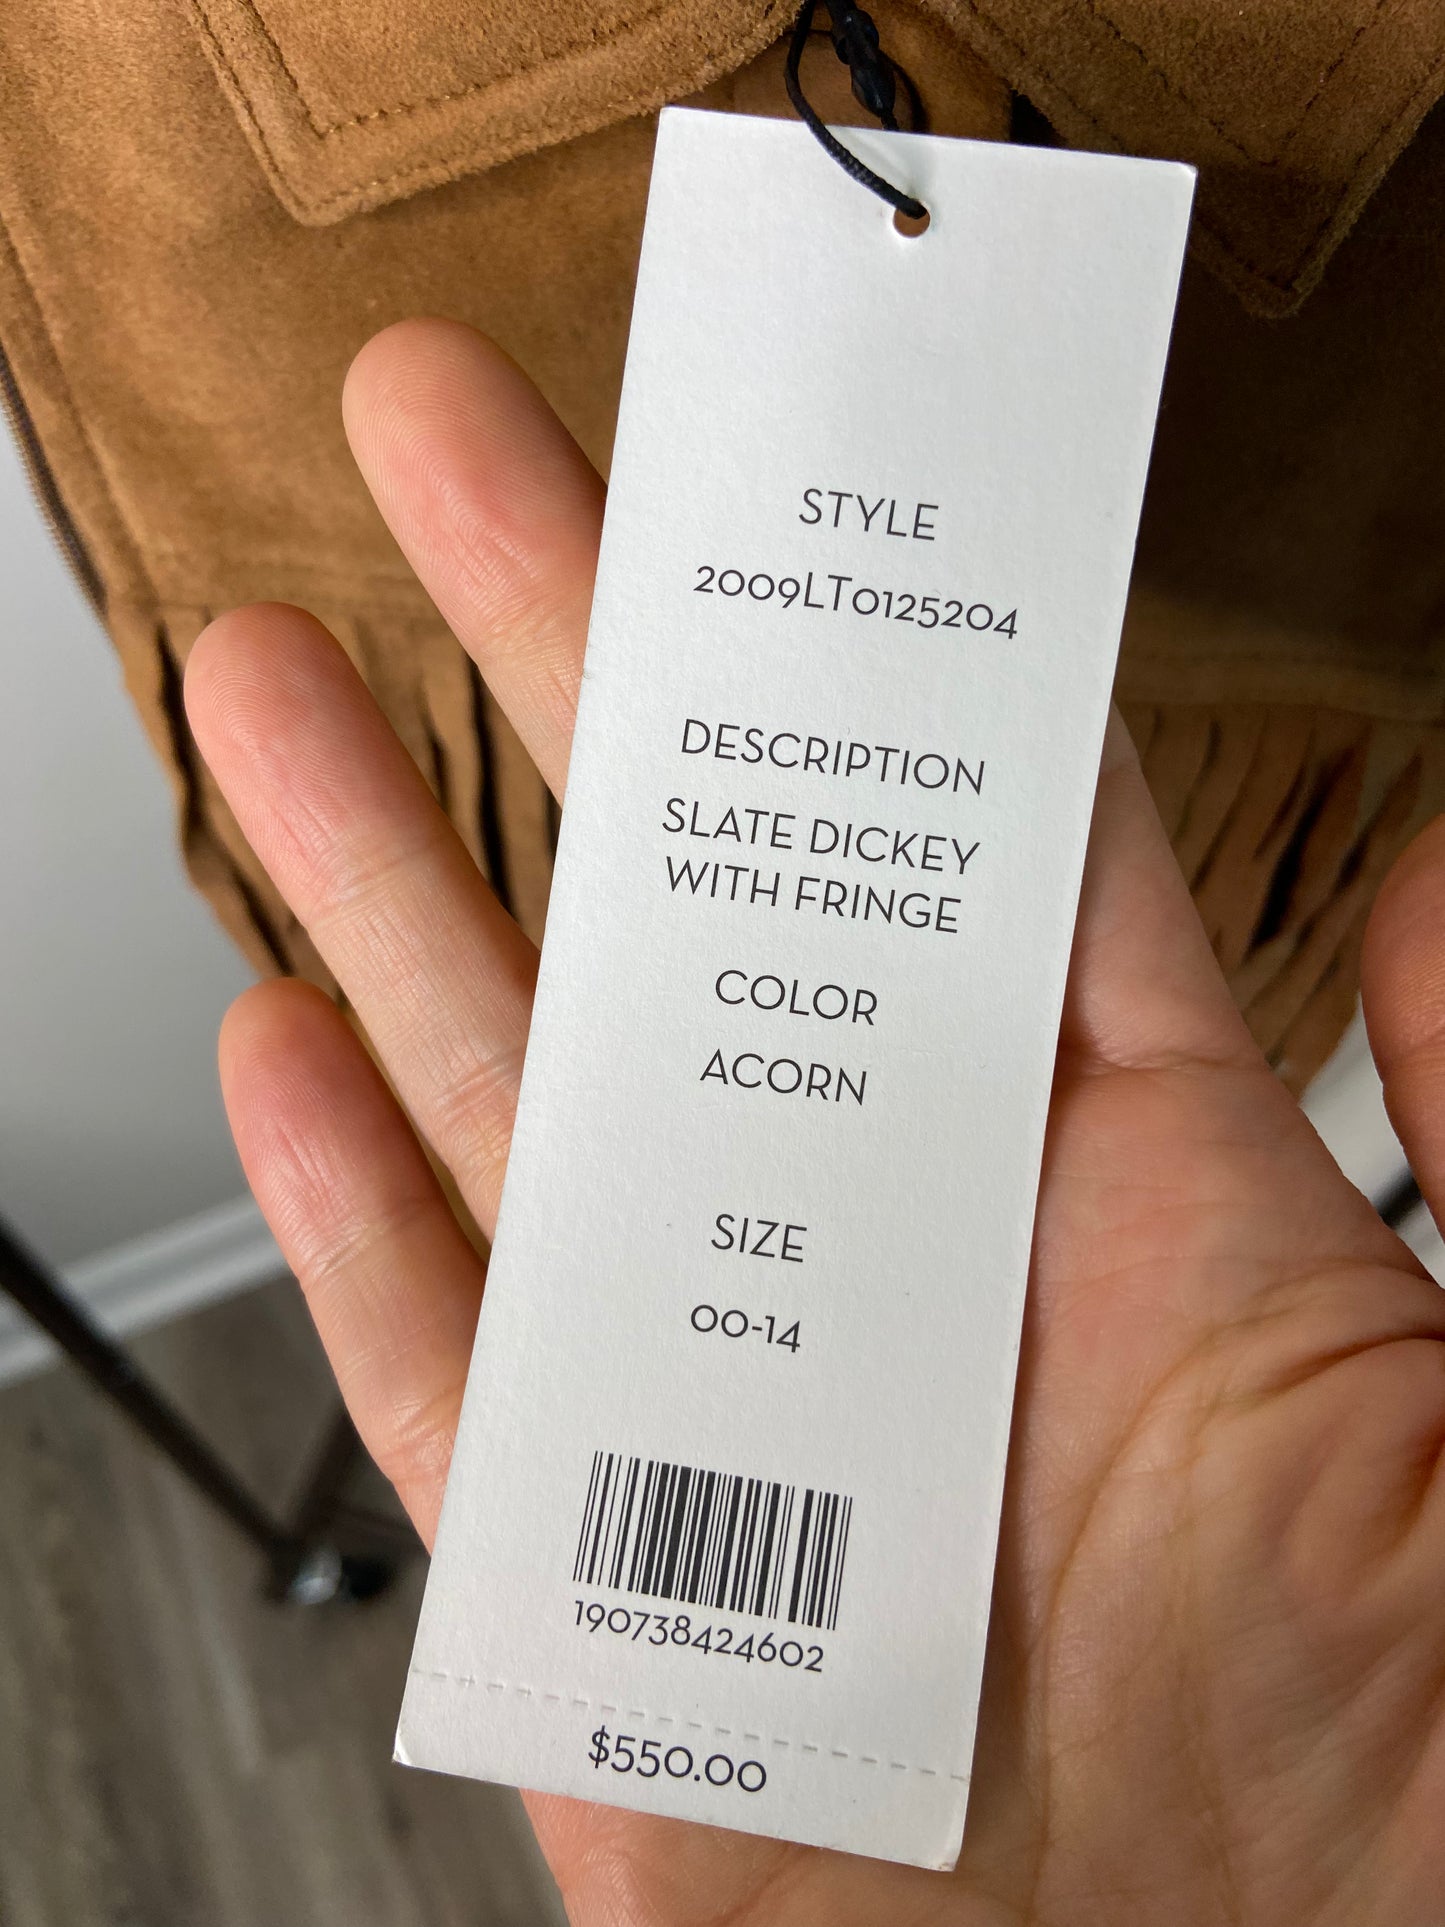 STYLE
2009LT0125204
DESCRIPTION
SLATE DICKEY
WITH FRINGE
COLOR
ACORN
SIZE
00-14
190738424602
$550.00